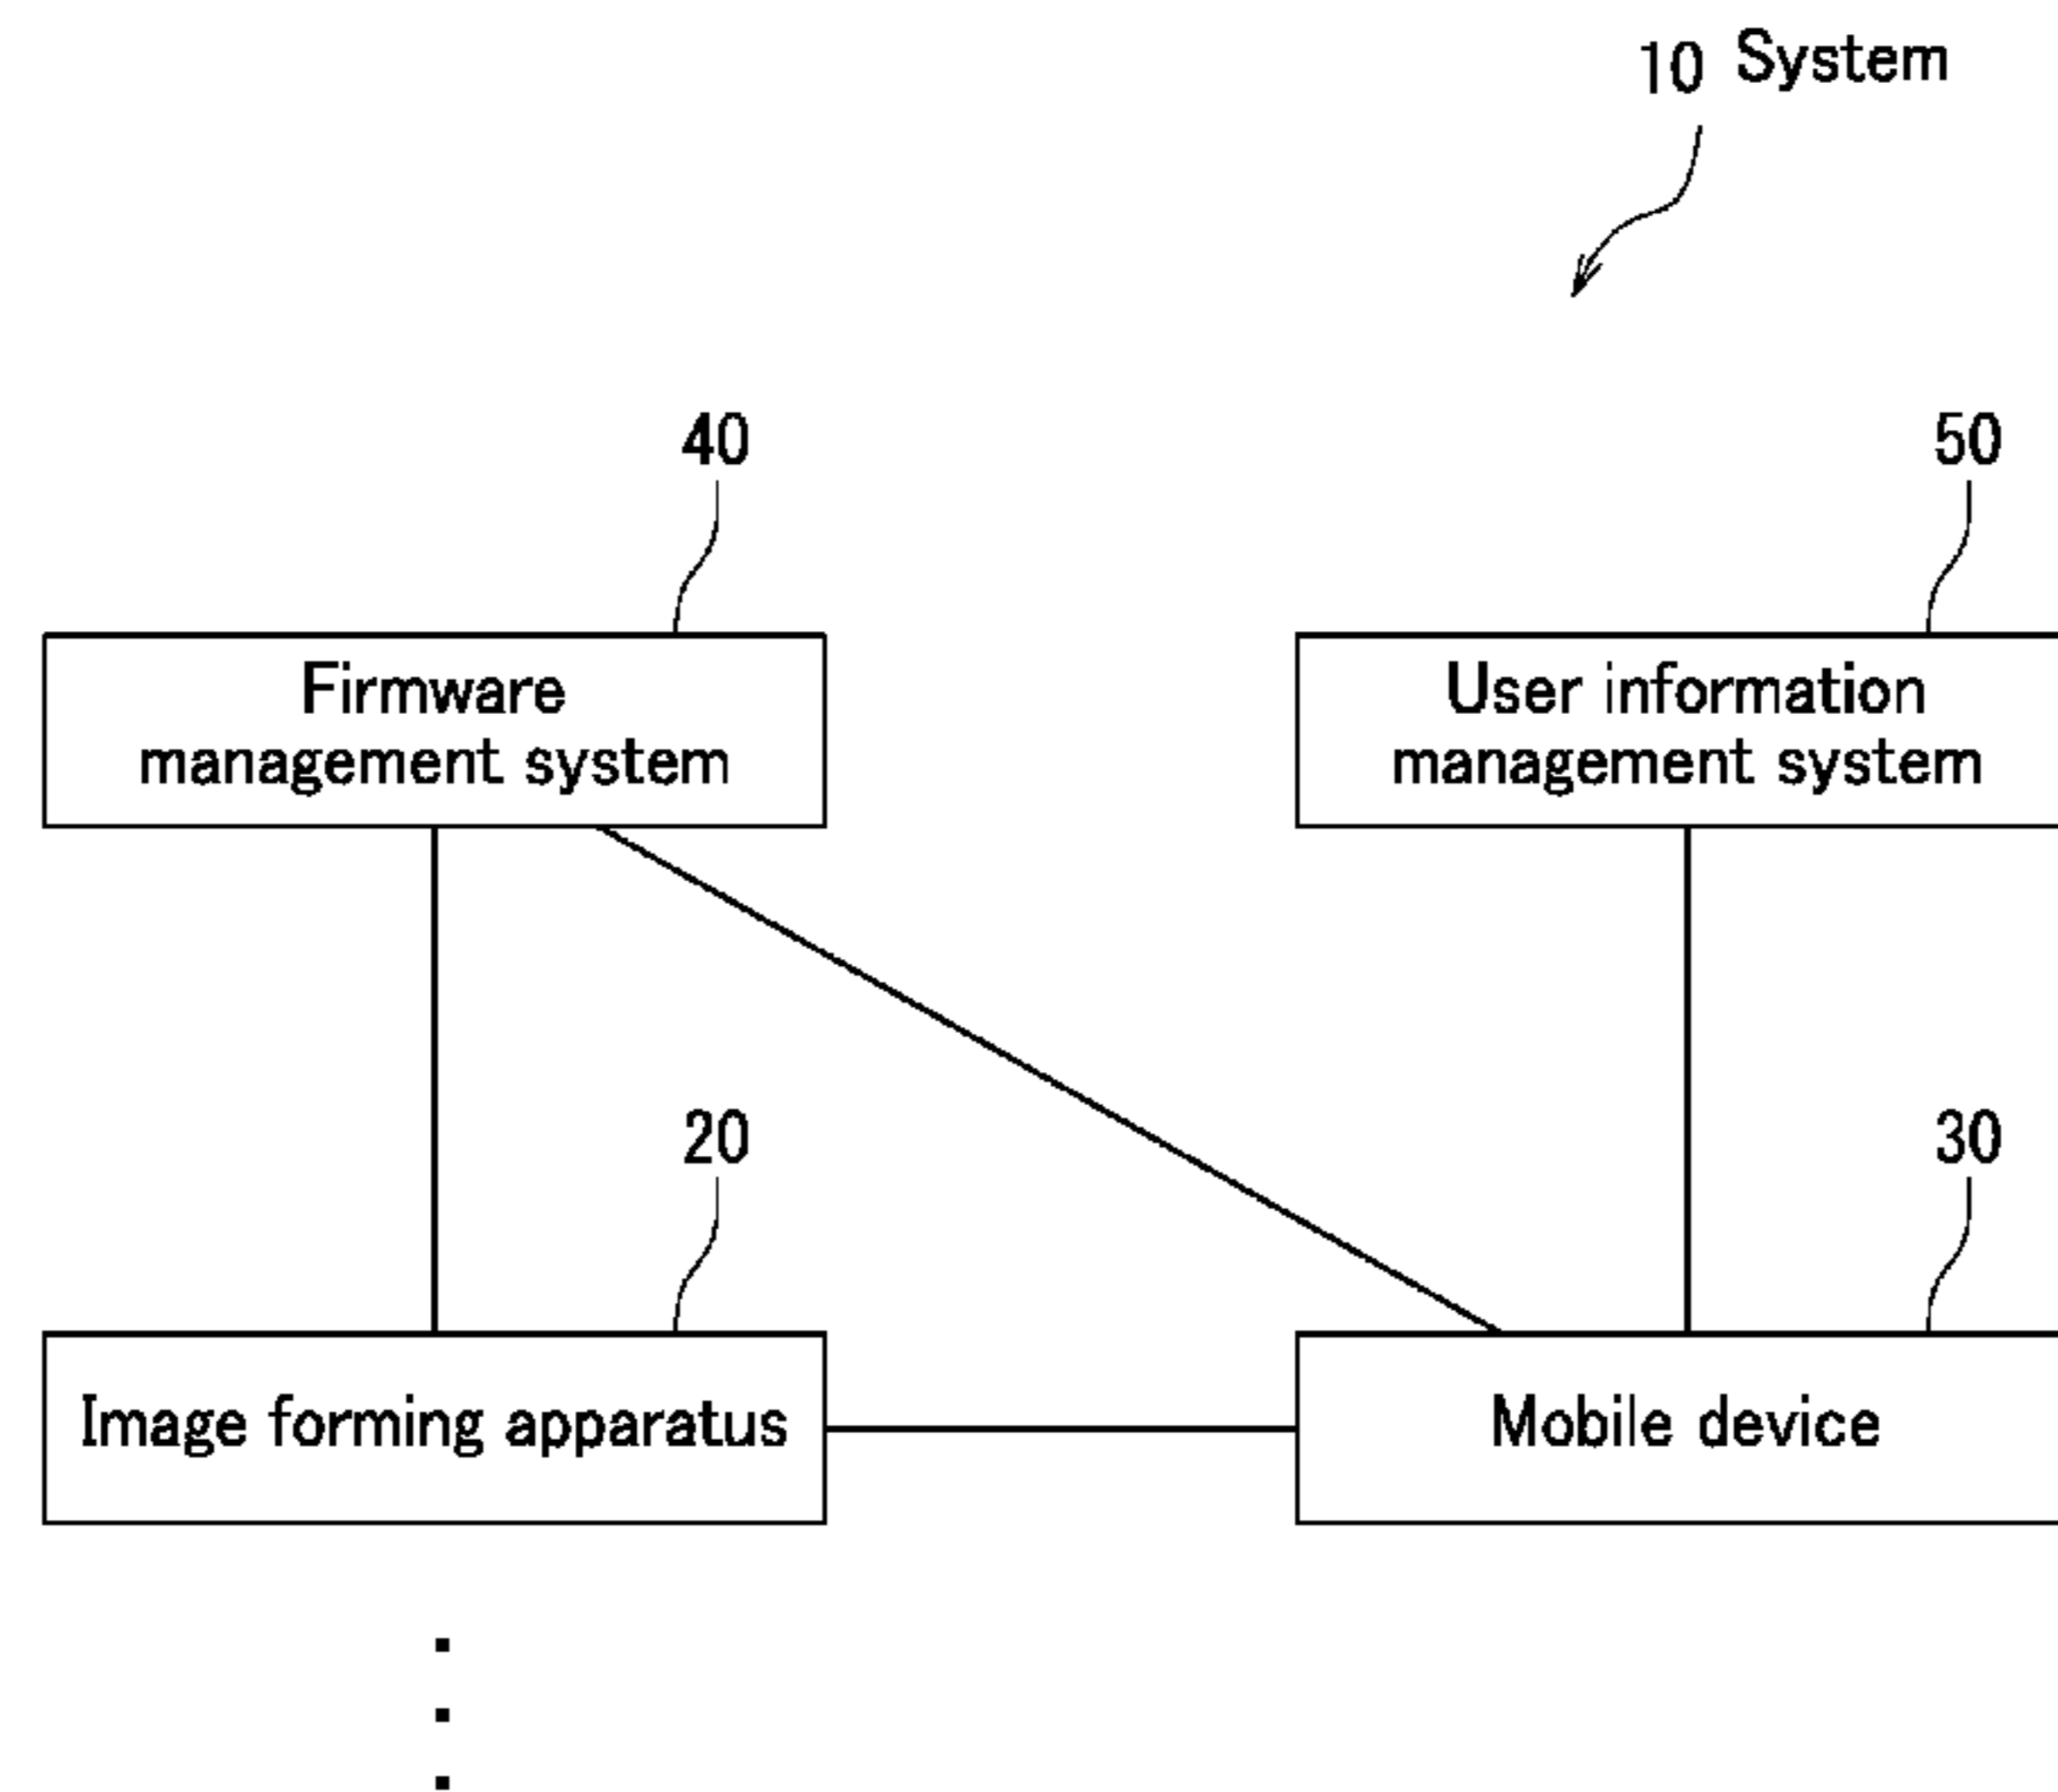 10 System
40
50
Firmware
management system
User information
management system
20
30
Image forming apparatus
Mobile device